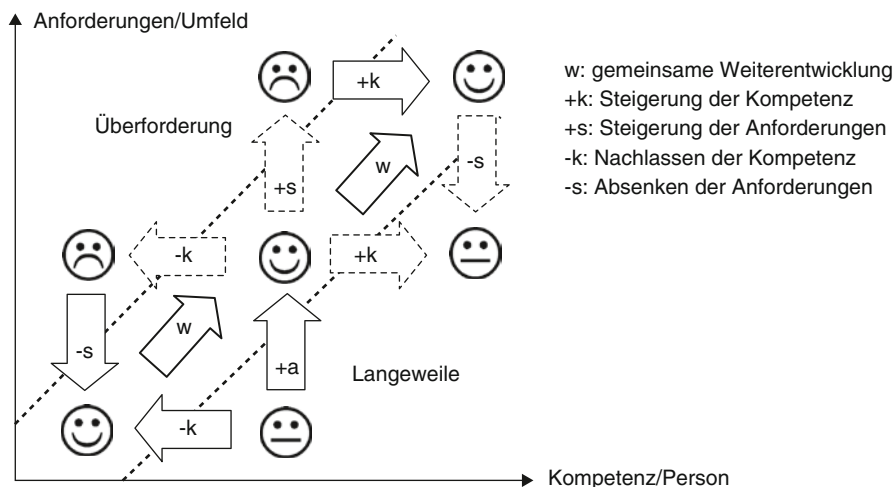 Anforderungen/Umfeld
w: gemeinsame Weiterentwicklung
+k: Steigerung der Kompetenz
+s: Steigerung der Anforderungen
-k: Nachlassen der Kompetenz
-s: Absenken der Anforderungen
+k
Überforderung
w
-s
+s
-k
+k
w
-s
+a
Langeweile
-k
Kompetenz/Person